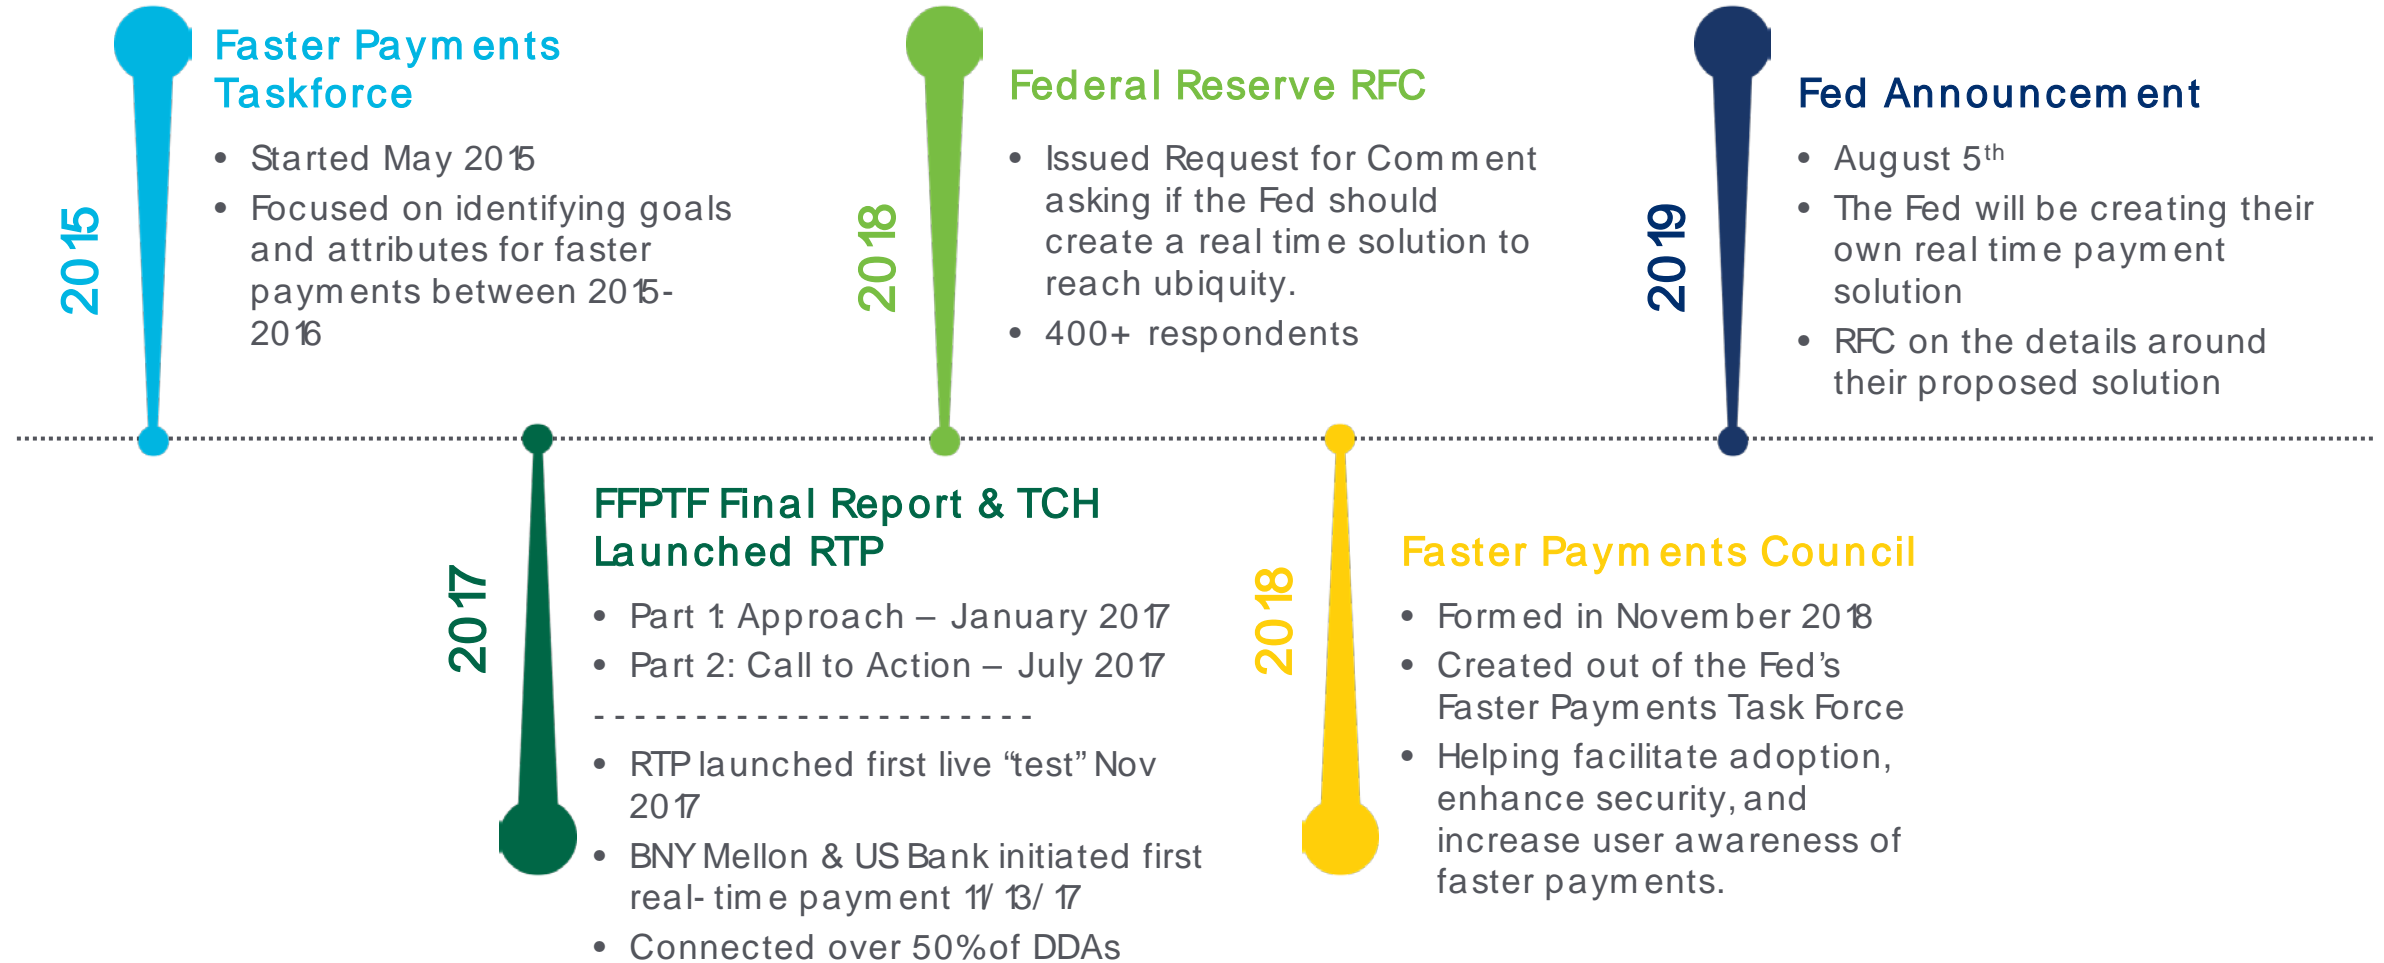 2015
Faster Payments
Taskforce
• Started May 2015
• Focused on identifying goals
and attributes for faster
payments between 2015-
2016
2017
FFPTF Final Report & TCH
Launched RTP
• Part 1: Approach – January 2017
• Part 2: Call to Action – July 2017
- - - - - - - - - - - - - - - - - - - - - -
• RTP launched first live “test” Nov
2017
• BNY Mellon & US Bank initiated first
real-time payment 11/13/17
• Connected over 50% of DDAs
2018
Federal Reserve RFC
• Issued Request for Comment
asking if the Fed should
create a real time solution to
reach ubiquity.
• 400+ respondents
2018
Faster Payments Council
• Formed in November 2018
• Created out of the Fed’s
Faster Payments Task Force
• Helping facilitate adoption,
enhance security, and
increase user awareness of
faster payments.
2019
Fed Announcement
• August 5th
• The Fed will be creating their
own real time payment
solution
• RFC on the details around
their proposed solution